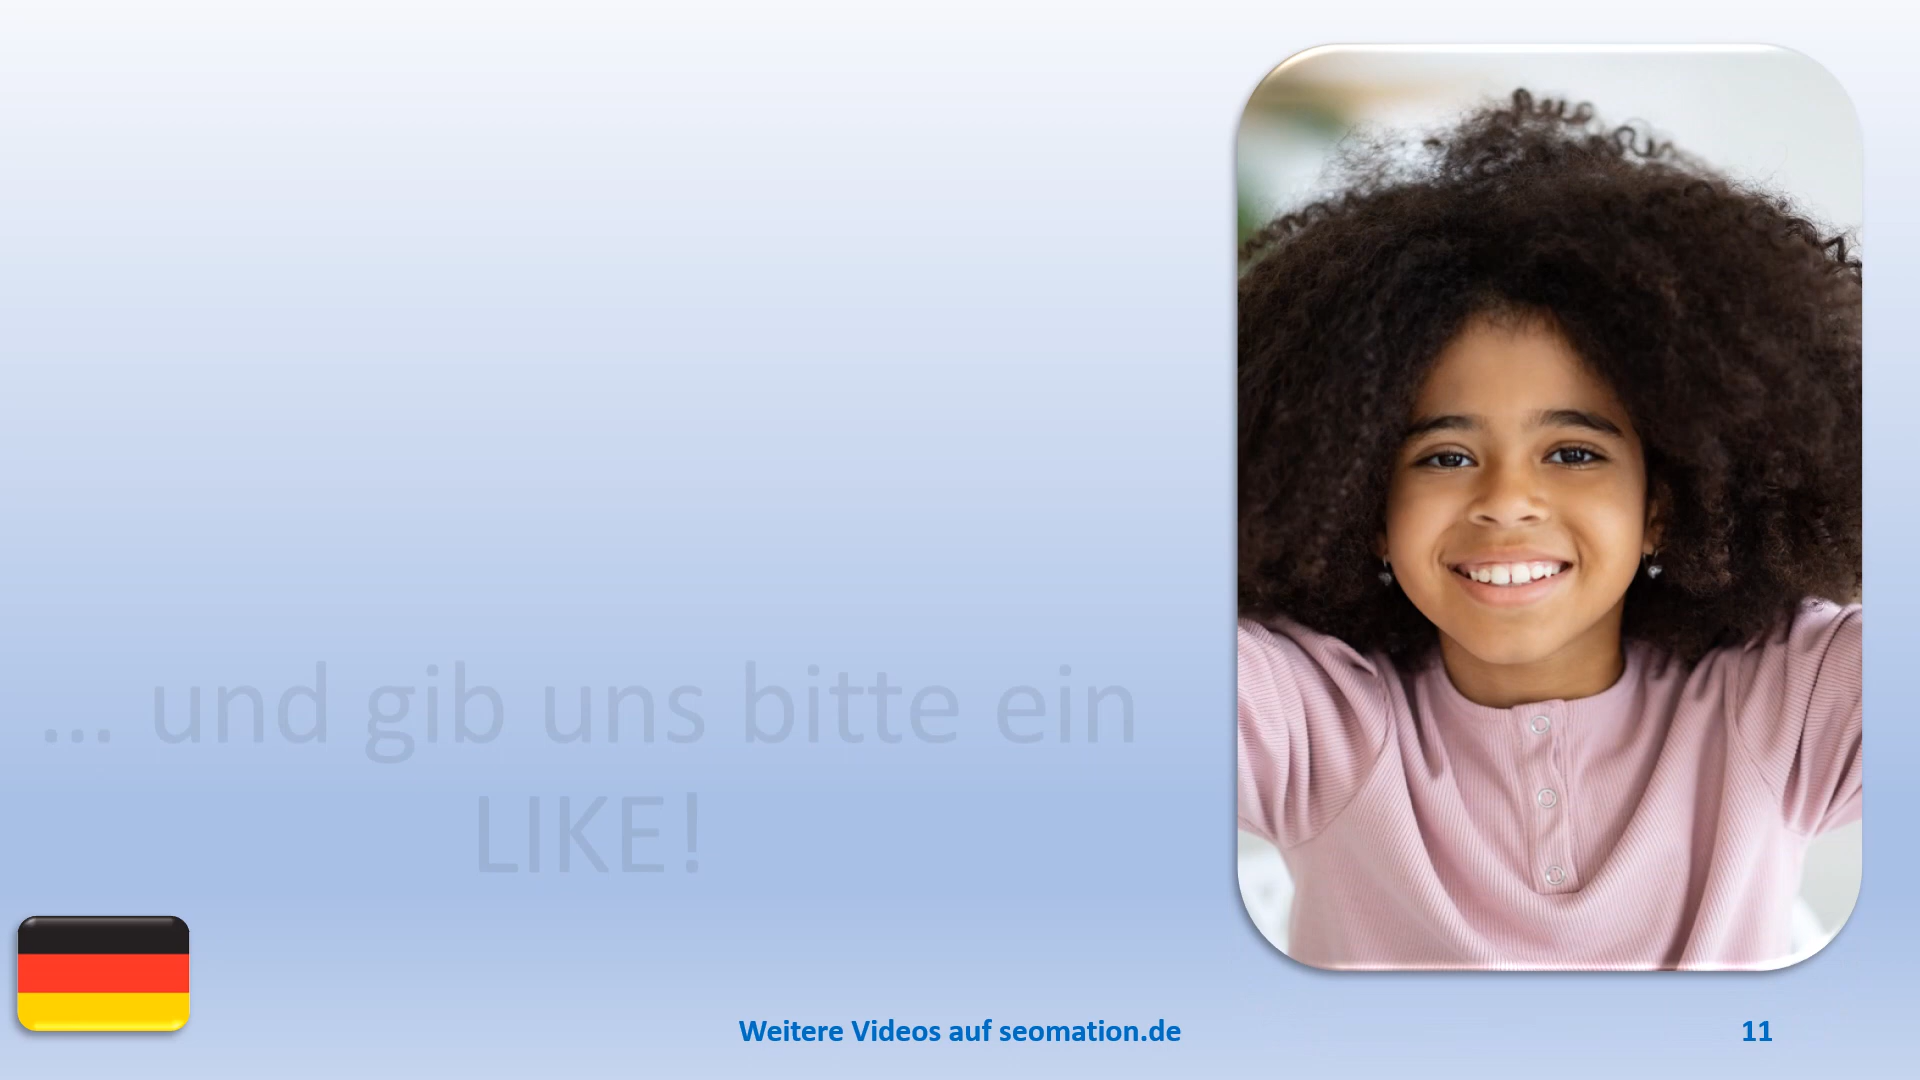 ... und gib uns bitte ein
LIKE!
Weitere Videos auf seomation.de
11